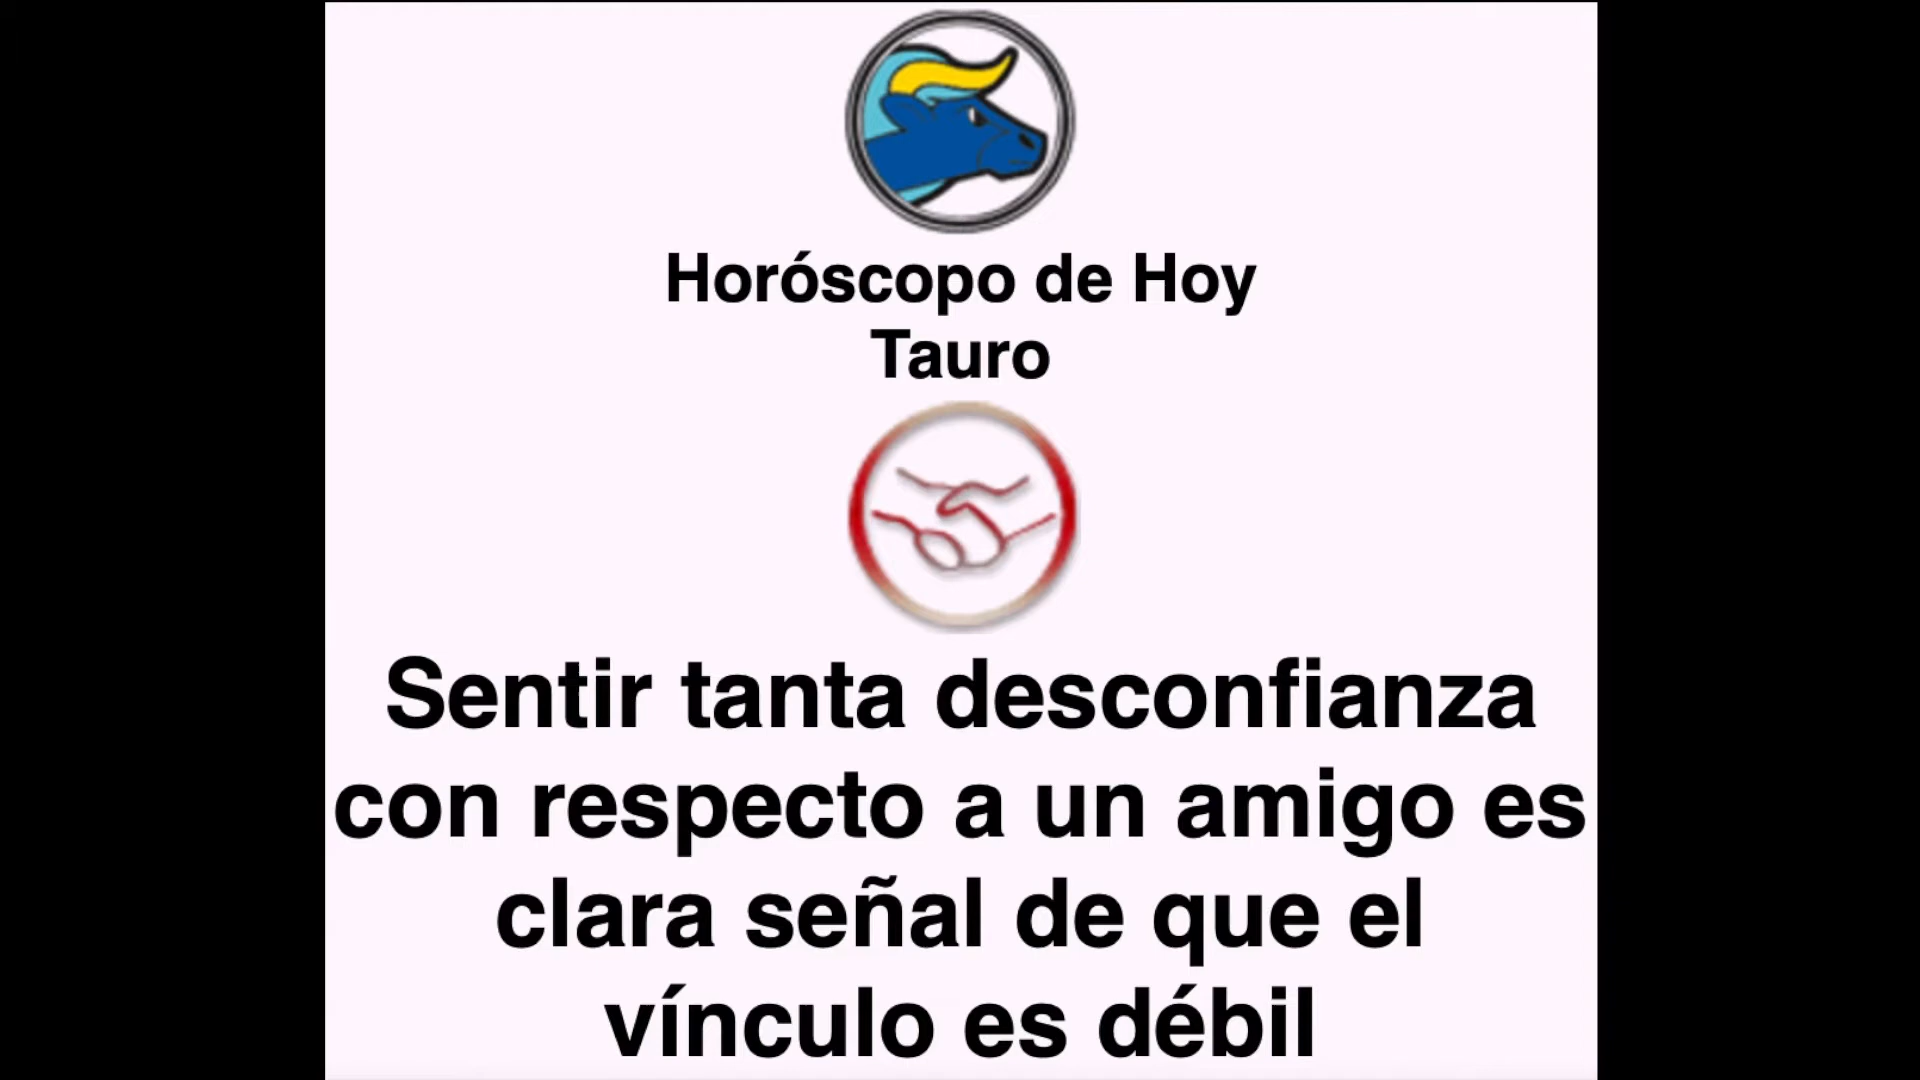 Horóscopo de Hoy
Tauro
Sentir tanta desconfianza
con respecto a un amigo es
clara señal de que el
vínculo es débil